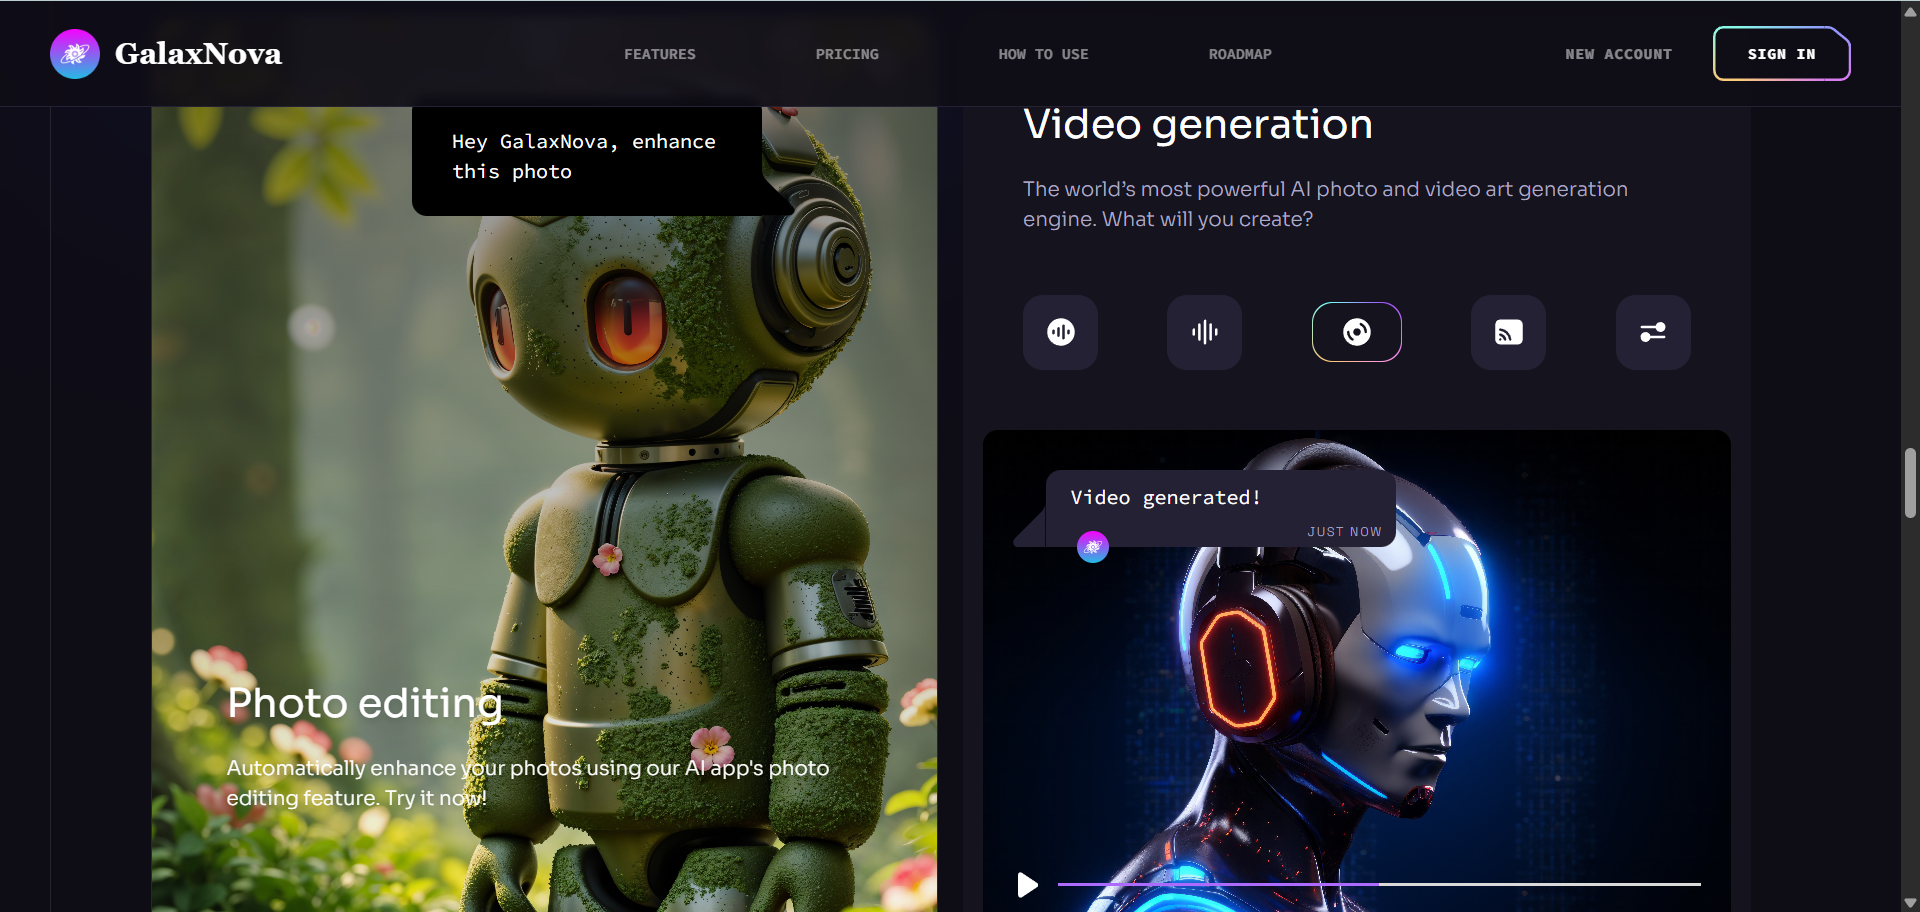 GalaxNova
FEATURES
PRICING
HOW TO USE
ROADMAP
NEW ACCOUNT
SIGN IN
Hey GalaxNova, enhance
this photo
Photo editing
Automatically enhance your photos using our AI app's photo
editing feature. Try it now!
Video generation
The world’s most powerful AI photo and video art generation
engine. What will you create?
Video generated!
JUST NOW